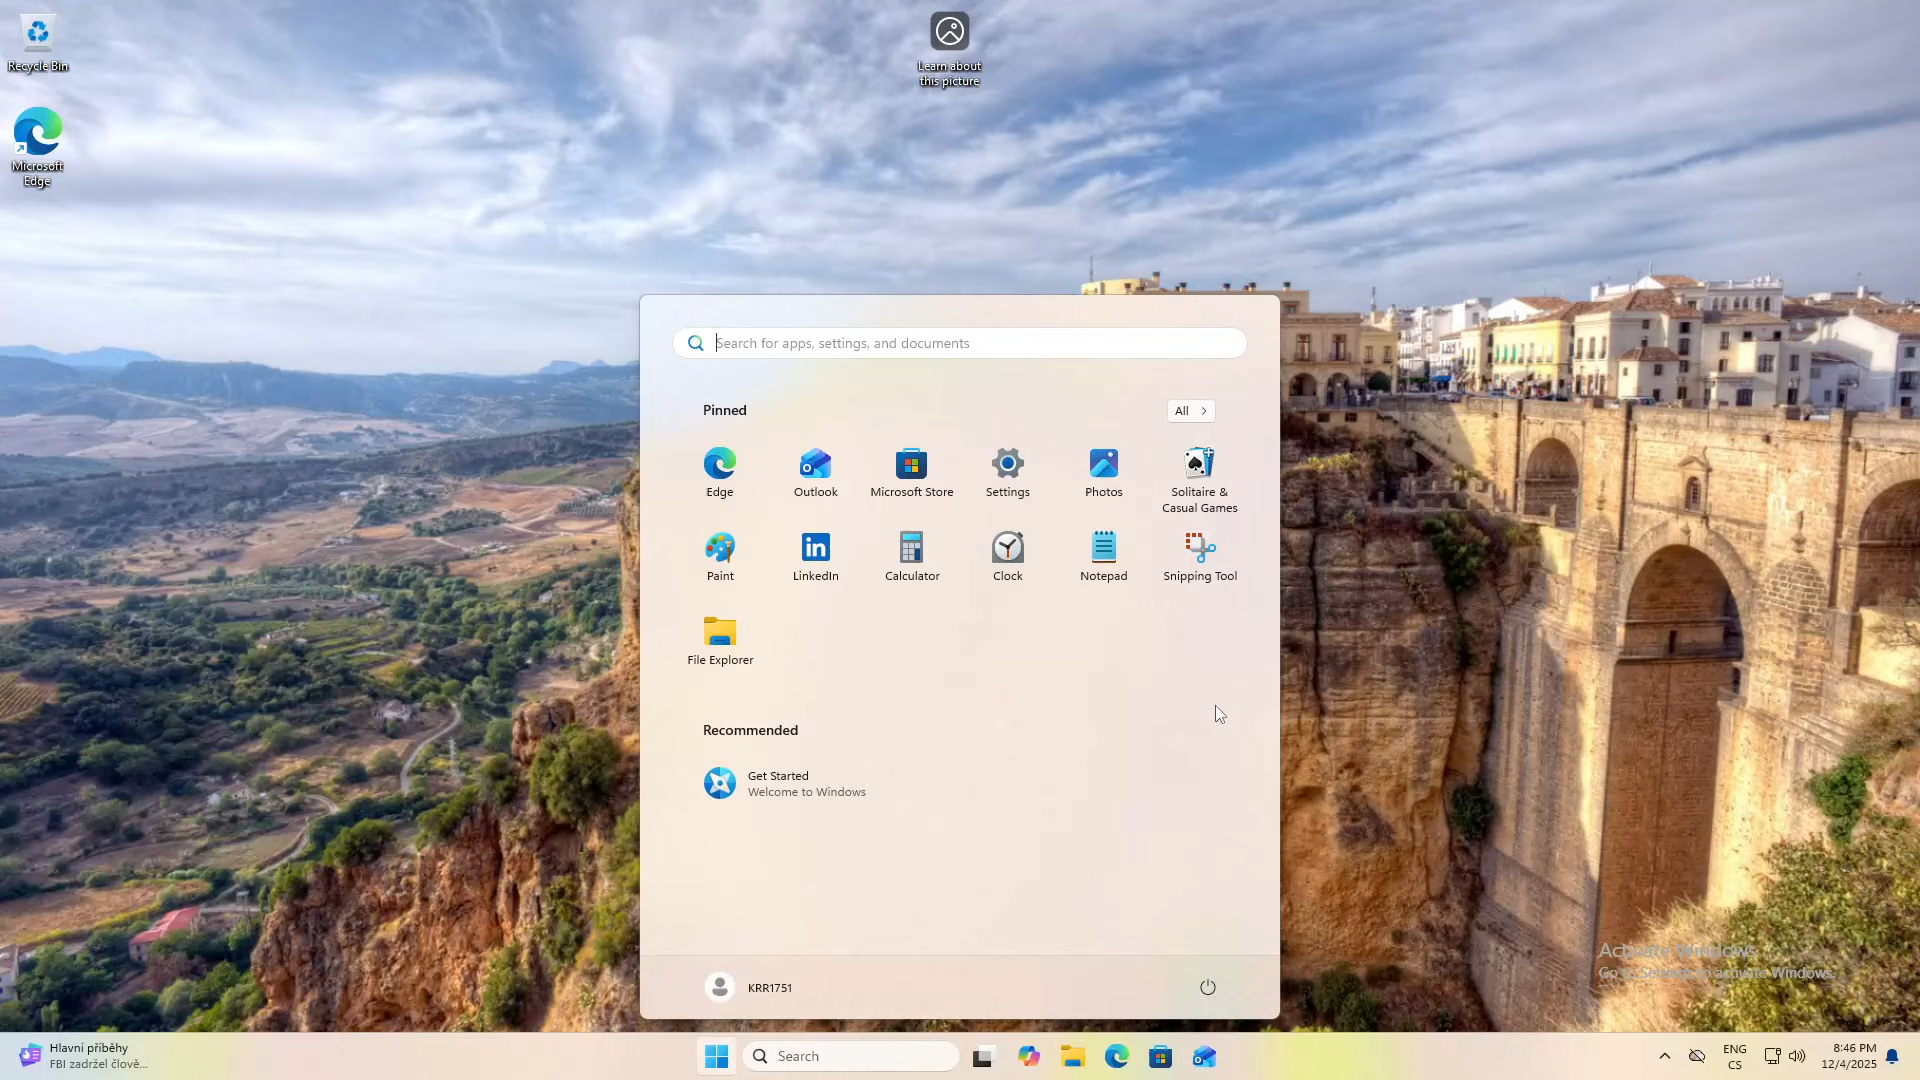 Recycle Bin
Learn about
this picture
Microsoft
Edge
Search for apps, settings, and documents
Pinned
All
Edge
Outlook
Microsoft Store
Settings
Photos
Solitaire &
Casual Games
Paint
LinkedIn
Calculator
Clock
Notepad
Snipping Tool
File Explorer
Recommended
Get Started
Welcome to Windows
KRR1751
Activate Windows
Go to Settings to activate Windows.
Hlavní příběhy
FBI zadržel člově...
Search
ENG
CS
8:46 PM
12/4/2025